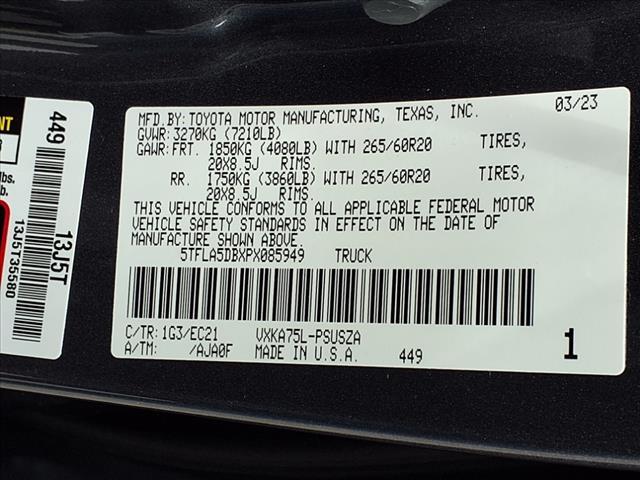 MFD.BY:TOYOTA MOTOR MANUFACTURING, TEXAS, INC. 03/23
GVWR:3270KG (7210LB)
GAWR:FRT. 1850KG (4080LB) WITH 265/60R20 TIRES,
20X8.5J RIMS.
RR. 1750KG (3860LB) WITH 265/60R20 TIRES,
20X8.5J RIMS.
THIS VEHICLE CONFORMS TO ALL APPLICABLE FEDERAL MOTOR
VEHICLE SAFETY STANDARDS IN EFFECT ON THE DATE OF
MANUFACTURE SHOWN ABOVE.
5TFLA5DBXPX085949 TRUCK
C/TR:1G3/EC21 VXKA75L-PSUSZA
A/TM: /AJA0F MADE IN U.S.A. 449
1
449
13J5T
13J5T35580
lbs.
b.